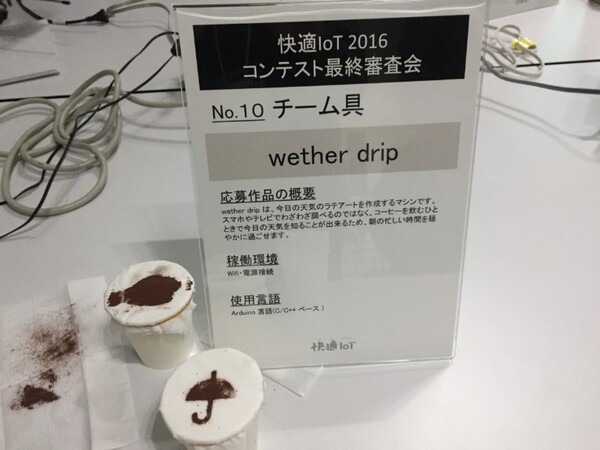 快適IoT 2016
コンテスト最終審査会
No.10 チーム具
wether drip
応募作品の概要
wether drip は、今日の天気のラテアートを作成するマシンです。
スマホやテレビでわざわざ調べるのではなく、コーヒーを飲むひと
ときで今日の天気を知ることが出来るため、朝の忙しい時間を穏
やかに過ごせます。
稼働環境
Wifi・電源接続
使用言語
Arduino 言語(C/C++ ベース )
快適IoT